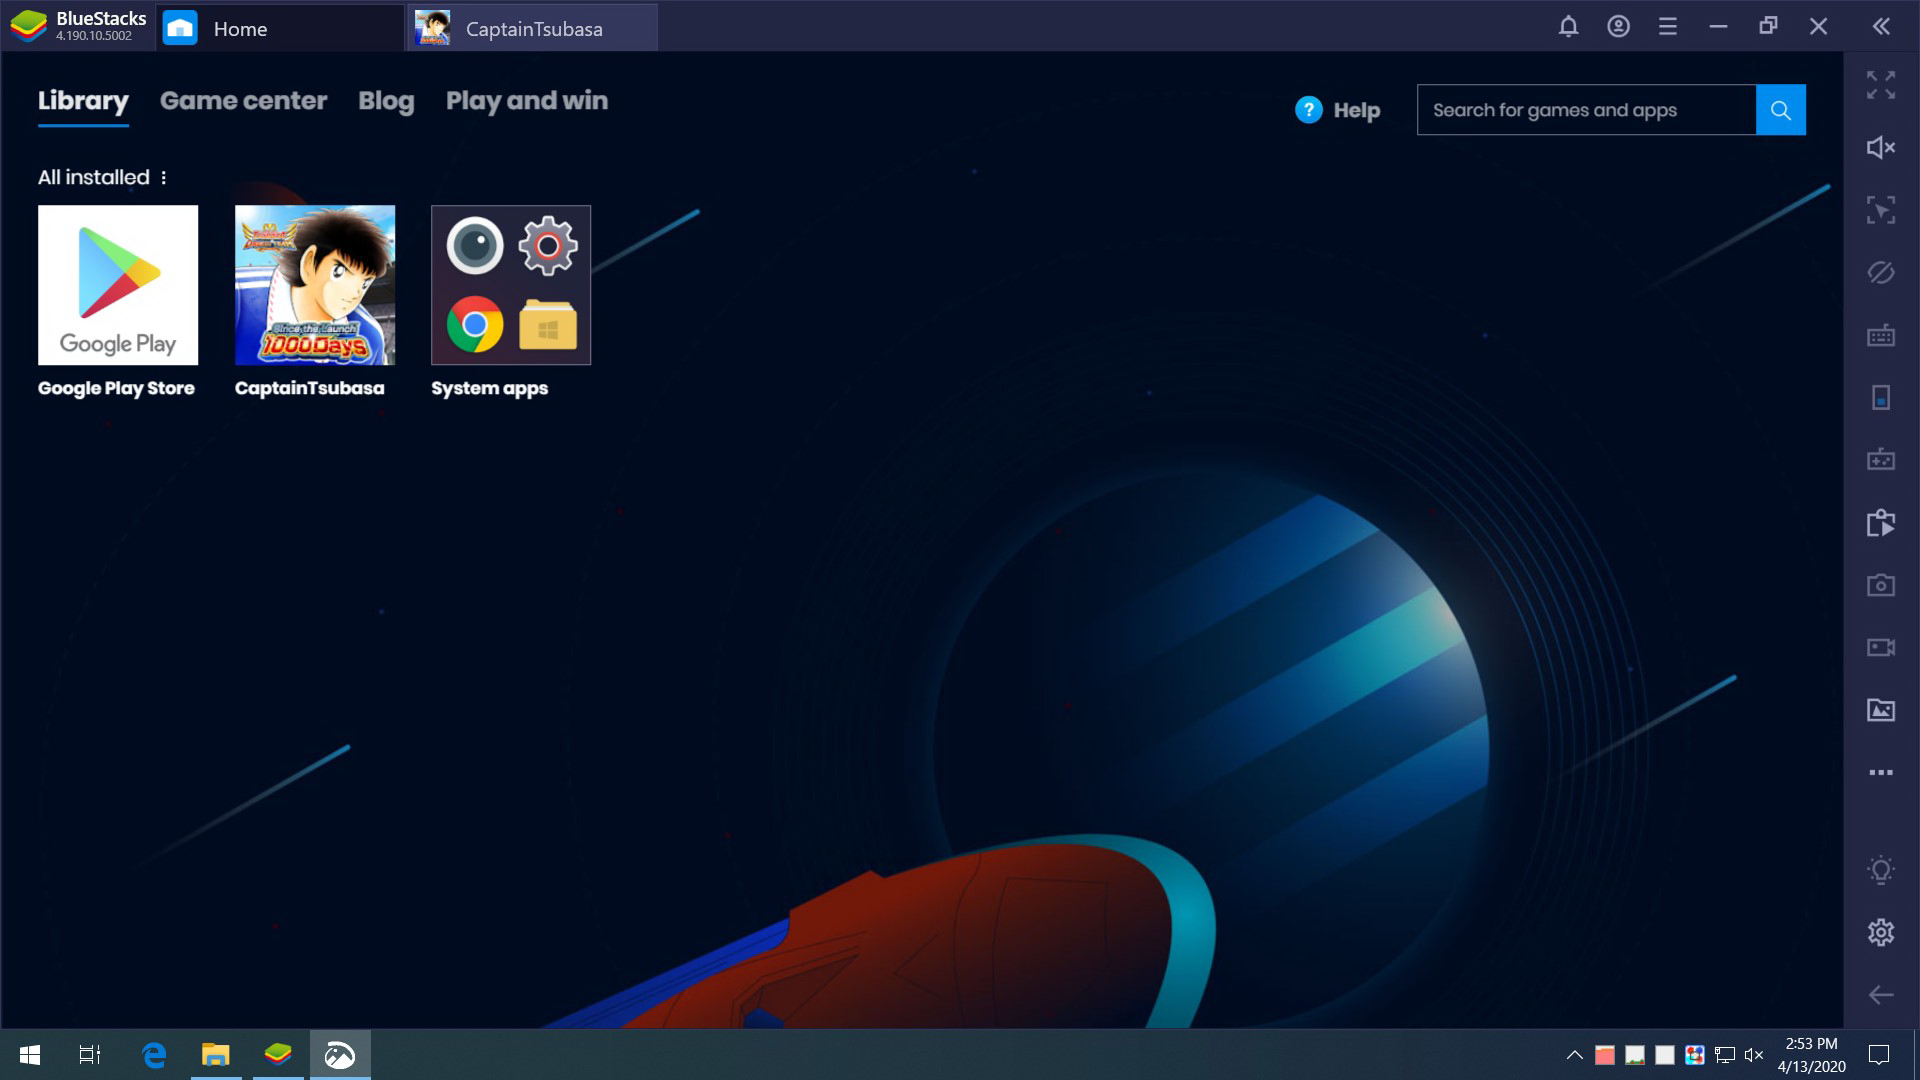 BlueStacks
4.190.10.5002
Home
CaptainTsubasa
Library
Game center
Blog
Play and win
? Help
Search for games and apps
All installed
Google Play
Since the Launch
1000Days
Google Play Store
CaptainTsubasa
System apps
2:53 PM
4/13/2020